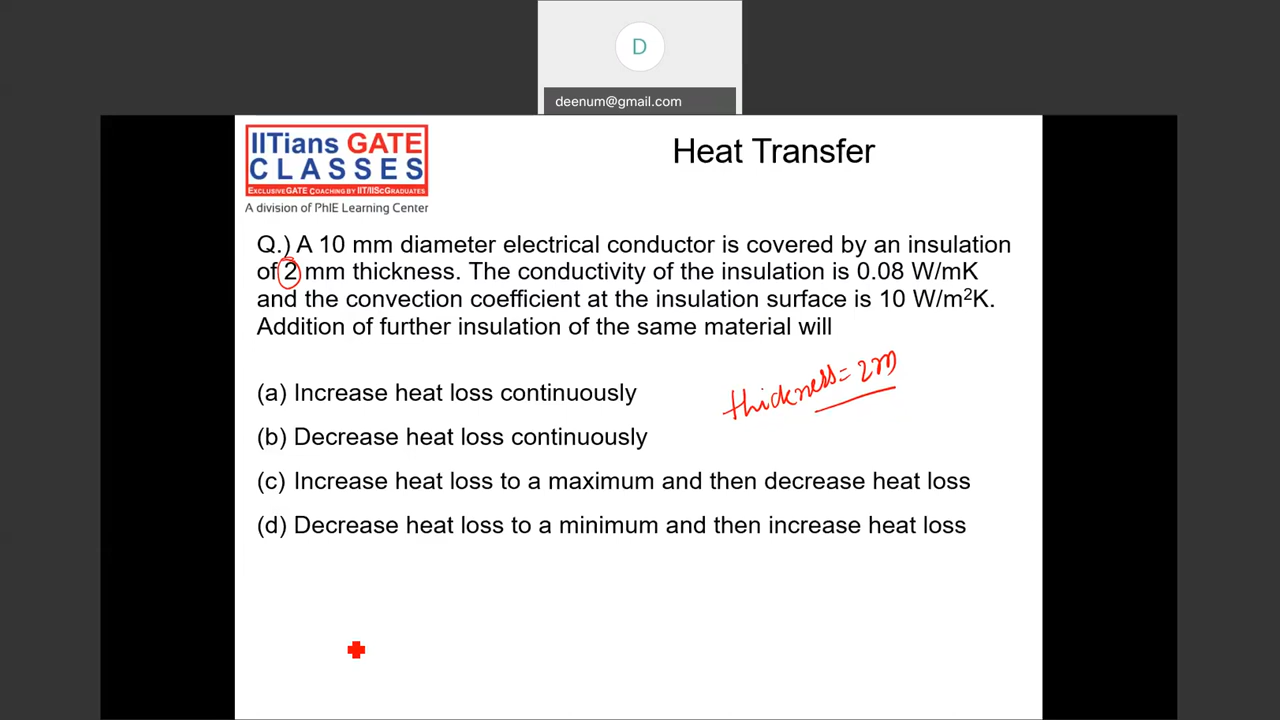 D
deenum@gmail.com
IITians GATE
CLASSES
EXCLUSIVE GATE COACHING BY IIT/IISc GRADUATES
A division of PhIE Learning Center
Heat Transfer
Q.) A 10 mm diameter electrical conductor is covered by an insulation
of 2 mm thickness. The conductivity of the insulation is 0.08 W/mK
and the convection coefficient at the insulation surface is 10 W/m²K.
Addition of further insulation of the same material will
thickness = 2m
(a) Increase heat loss continuously
(b) Decrease heat loss continuously
(c) Increase heat loss to a maximum and then decrease heat loss
(d) Decrease heat loss to a minimum and then increase heat loss